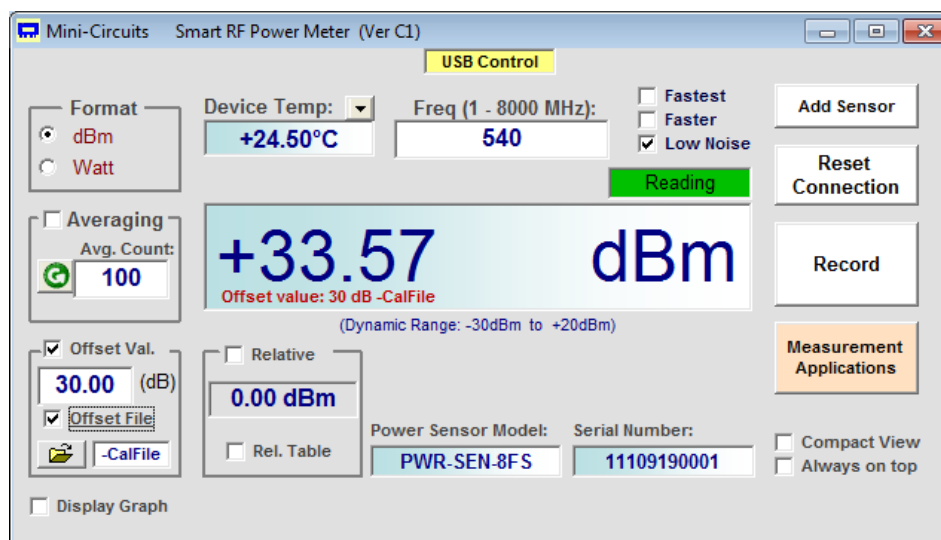 Mini-Circuits Smart RF Power Meter (Ver C1)
USB Control
Format
dBm
Watt
Device Temp:
+24.50°C
Freq (1 - 8000 MHz):
540
Fastest
Faster
Low Noise
Add Sensor
Reset
Connection
Reading
Averaging
Avg. Count:
100
+33.57 dBm
Offset value: 30 dB -CalFile
Record
(Dynamic Range: -30dBm to +20dBm)
Offset Val.
30.00 (dB)
Offset File
-CalFile
Relative
0.00 dBm
Rel. Table
Measurement
Applications
Power Sensor Model:
PWR-SEN-8FS
Serial Number:
11109190001
Compact View
Always on top
Display Graph